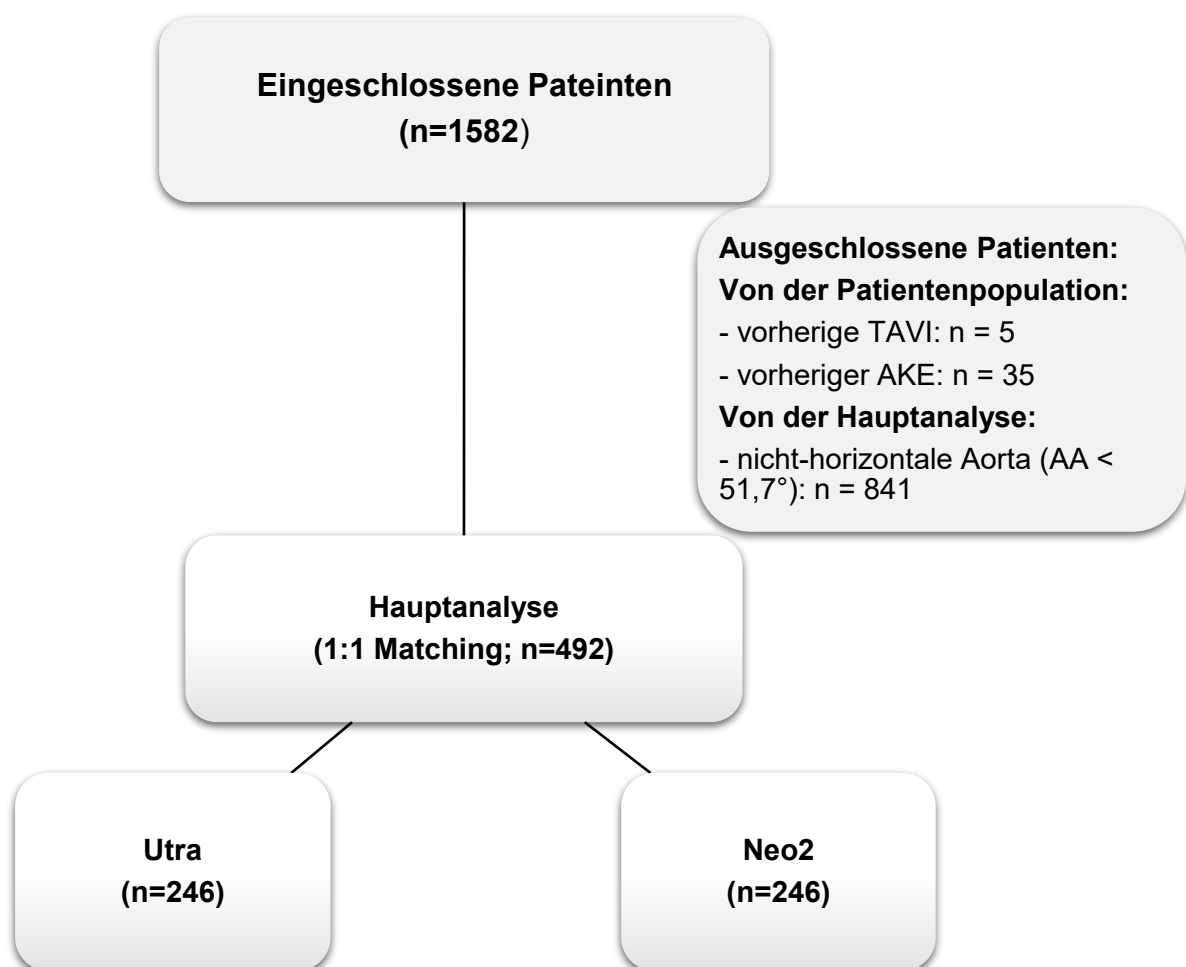 Eingeschlossene Pateinten
(n=1582)
Ausgeschlossene Patienten:
Von der Patientenpopulation:
- vorherige TAVI: n = 5
- vorheriger AKE: n = 35
Von der Hauptanalyse:
- nicht-horizontale Aorta (AA <
51,7°): n = 841
Hauptanalyse
(1:1 Matching; n=492)
Utra
(n=246)
Neo2
(n=246)